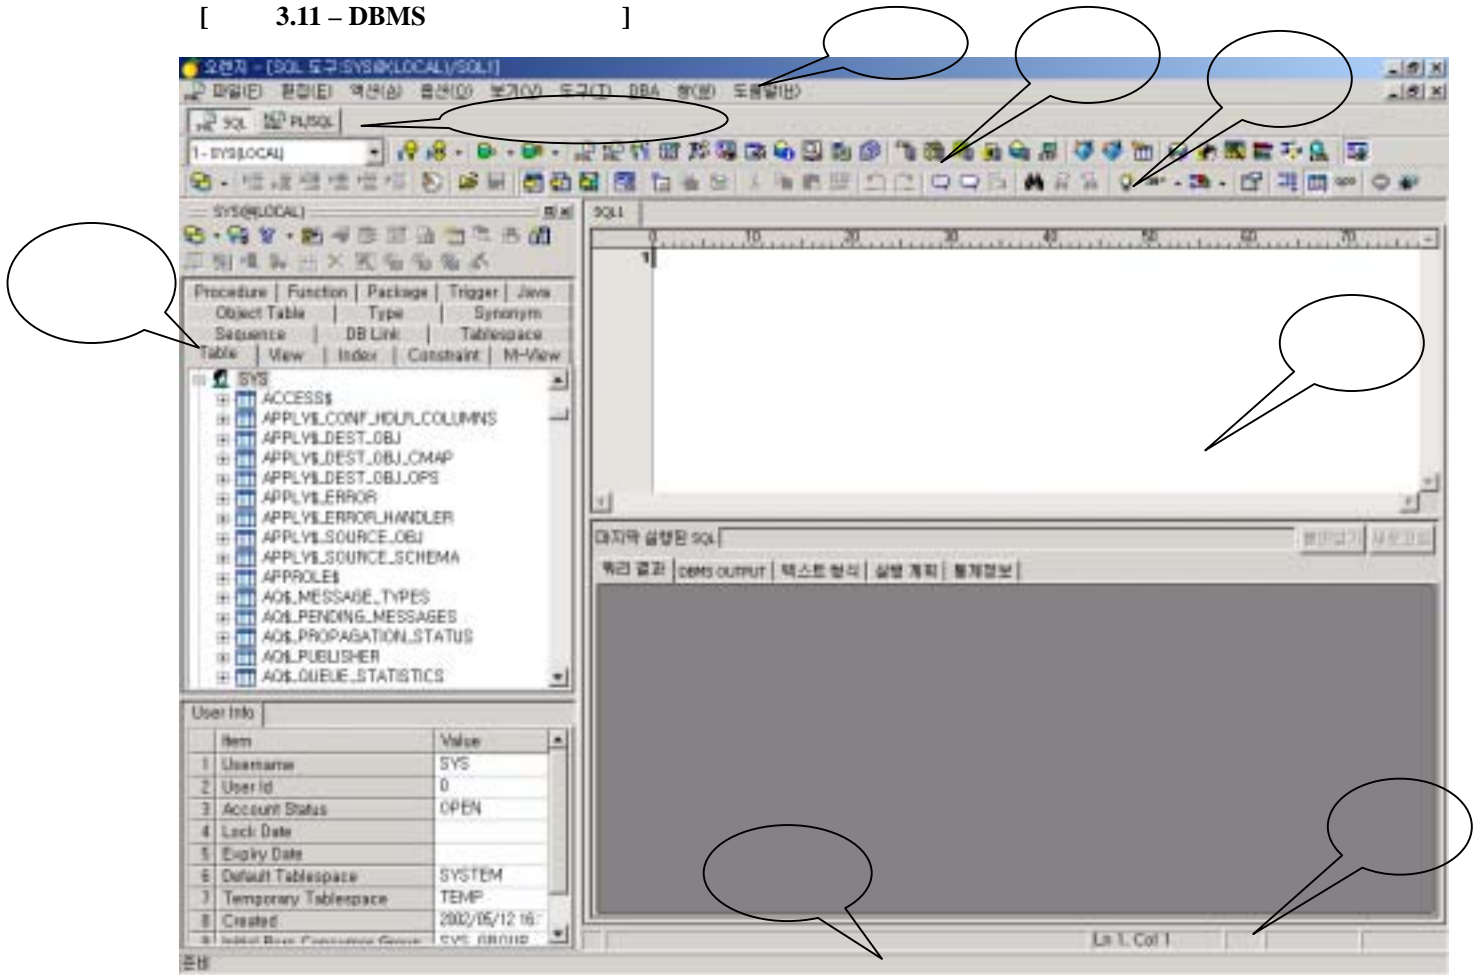 [ 3.11 – DBMS ]
오렌지 - [SQL 도구:SYS@(LOCAL)/SQL1]
파일(F) 편집(E) 액션(A) 옵션(O) 보기(V) 도구(T) DBA 창(W) 도움말(H)
SQL PL/SQL
1 - SYS(LOCAL)
SYS@(LOCAL)
SQL1
0 10 20 30 40 50 60 70
1
Procedure Function Package Trigger Java
Object Table Type Synonym
Sequence DB Link Tablespace
Table View Index Constraint M-View
SYS
ACCESS$
APPLY$_CONF_HDLR_COLUMNS
APPLY$_DEST_OBJ
APPLY$_DEST_OBJ_CMAP
APPLY$_DEST_OBJ_OPS
APPLY$_ERROR
APPLY$_ERROR_HANDLER
APPLY$_SOURCE_OBJ
APPLY$_SOURCE_SCHEMA
APPROLE$
AQ$_MESSAGE_TYPES
AQ$_PENDING_MESSAGES
AQ$_PROPAGATION_STATUS
AQ$_PUBLISHER
AQ$_QUEUE_STATISTICS
마지막 실행된 SQL
쿼리 결과 DBMS OUTPUT 텍스트 형식 실행 계획 통계정보
User Info
Item Value
1 Username SYS
2 User Id 0
3 Account Status OPEN
4 Lock Date
5 Expiry Date
6 Default Tablespace SYSTEM
7 Temporary Tablespace TEMP
8 Created 2002/05/12 16:
9 Initial Rsrc Consumer Group SYS_GROUP
Ln 1, Col 1
준비